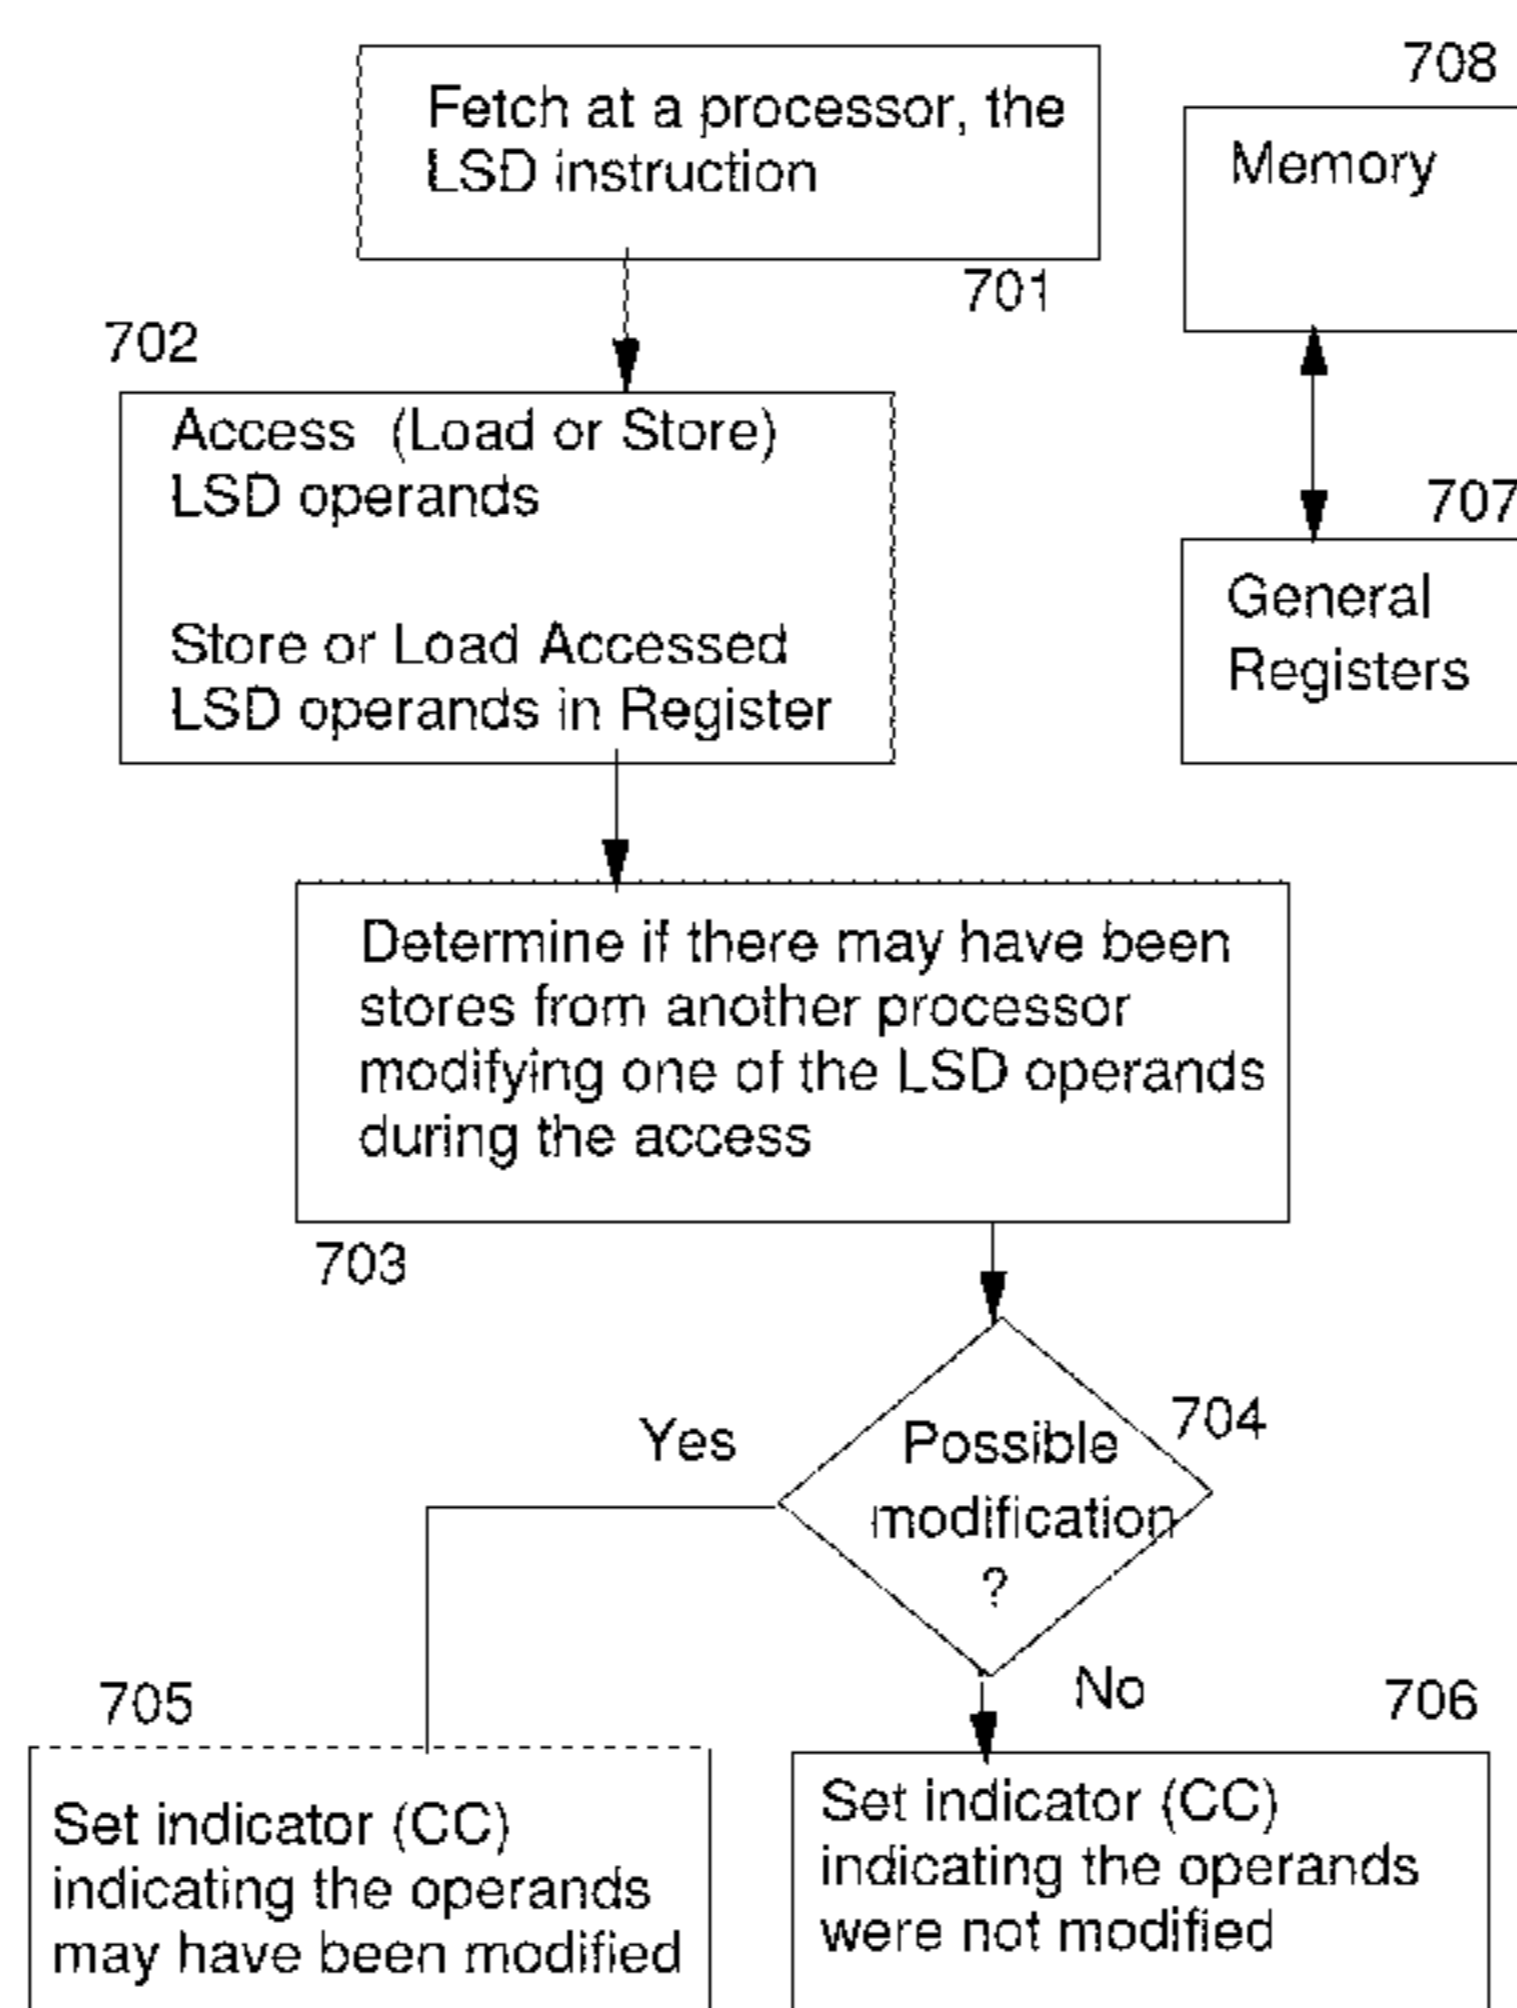 Fetch at a processor, the
LSD instruction
701
708
Memory
702
Access (Load or Store)
LSD operands
Store or Load Accessed
LSD operands in Register
707
General
Registers
Determine if there may have been
stores from another processor
modifying one of the LSD operands
during the access
703
704
Possible
modification
?
Yes
No
705
Set indicator (CC)
indicating the operands
may have been modified
706
Set indicator (CC)
indicating the operands
were not modified